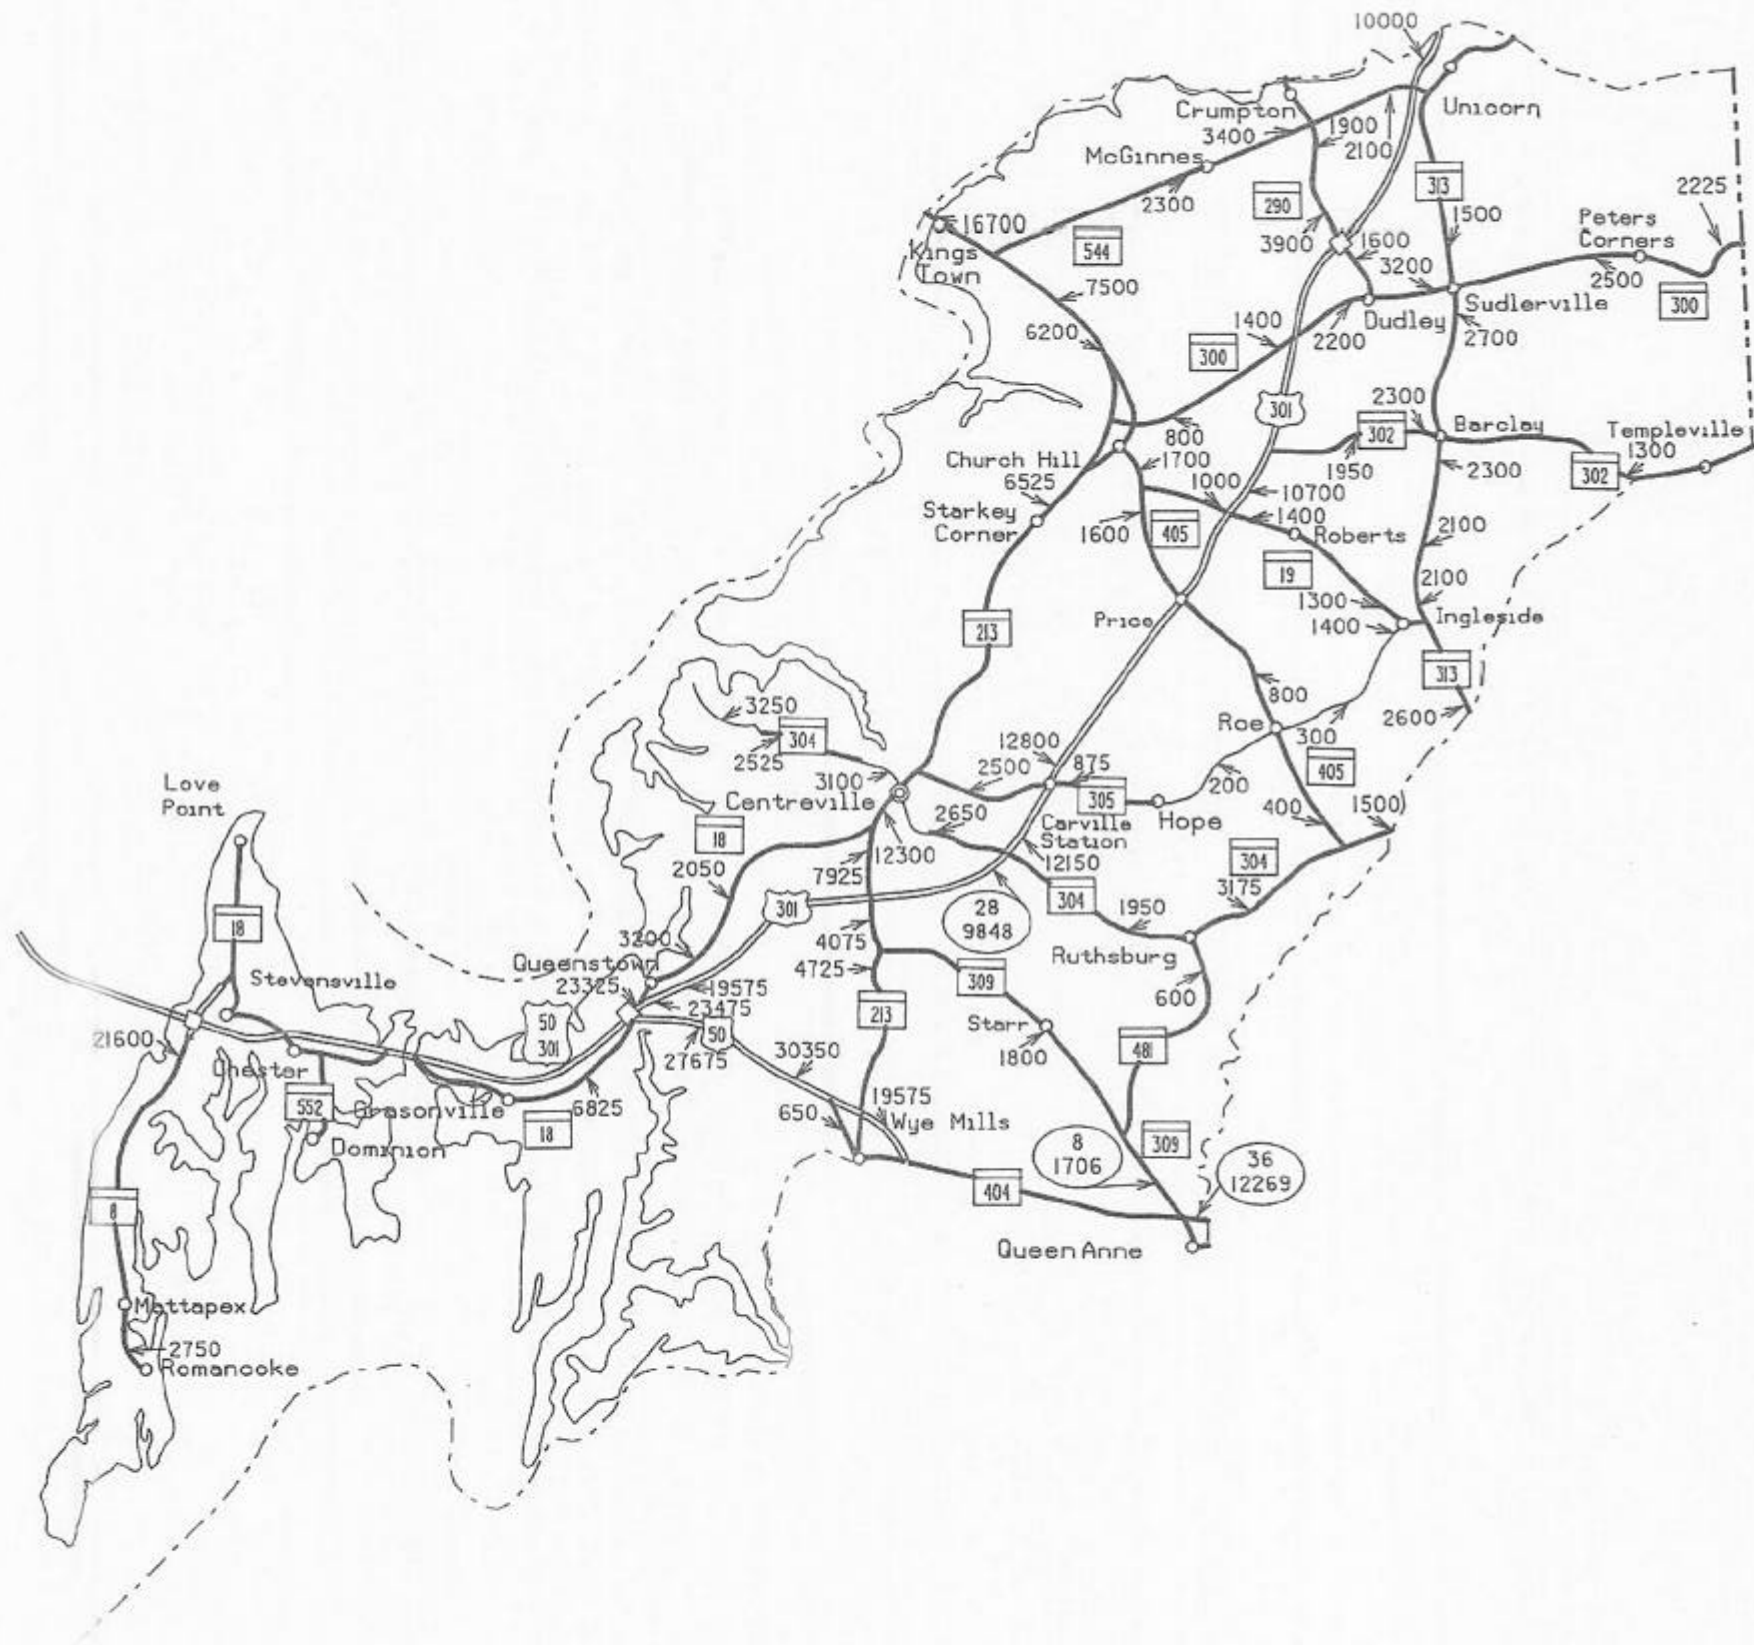 10000
Crumpton
1900
3400
2100
Unicorn
McGinnes
2300
290
313
2225
16700
Kings
Town
544
3900
1600
1500
Peters
Corners
3200
2500
300
7500
6200
1400
300
2200
Dudley
Sudlerville
2700
301
2300
302
Barclay
Templeville
1300
800
1700
1950
2300
302
Church Hill
6525
1000
10700
1400
Starkey
Corner
1600
405
Roberts
2100
19
2100
1300
1400
Ingleside
213
Price
313
2600
800
3250
304
2525
Roe
300
405
12800
875
2500
200
3100
Centreville
305
Hope
400
1500
Love
Point
18
2650
Carville
Station
12150
304
12300
2050
7925
3175
301
28
9848
304
1950
18
3200
4075
Ruthsburg
Queenstown
4725
Stevensville
23325
19575
23475
309
600
50
301
50
213
Starr
1800
481
21600
27675
30350
Chester
552
Grasonville
6825
650
19575
Wye Mills
18
Dominion
8
1706
309
36
12269
404
8
Queen Anne
Mattapex
2750
Romancoke